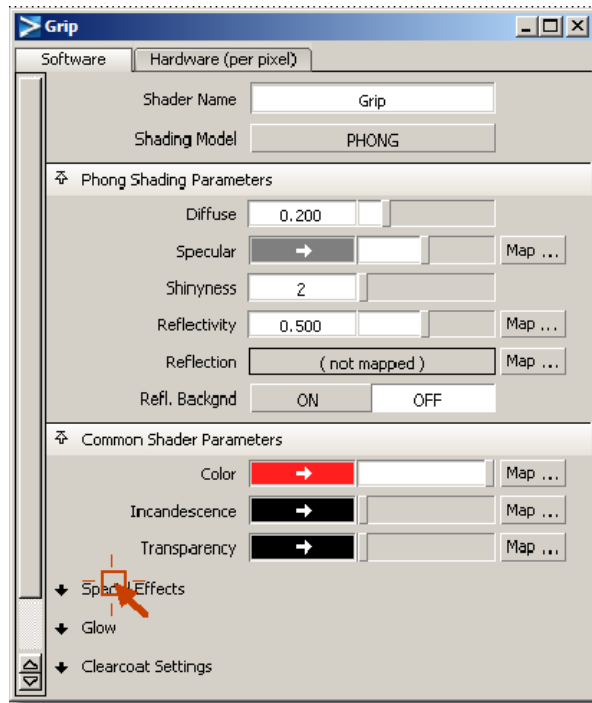 Grip
Software Hardware (per pixel)
Shader Name Grip
Shading Model PHONG
Phong Shading Parameters
Diffuse 0.200
Specular Map ...
Shinyness 2
Reflectivity 0.500 Map ...
Reflection ( not mapped ) Map ...
Refl. Backgnd ON OFF
Common Shader Parameters
Color Map ...
Incandescence Map ...
Transparency Map ...
Special Effects
Glow
Clearcoat Settings